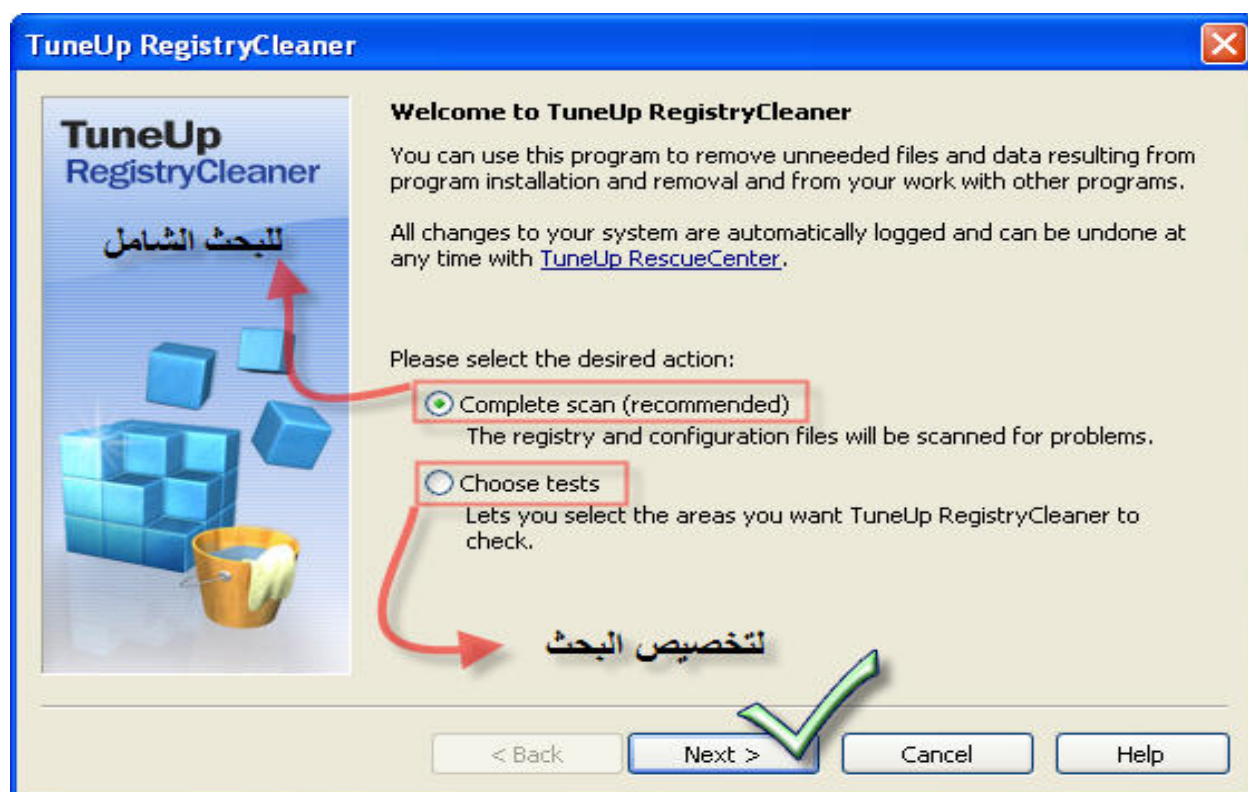 TuneUp RegistryCleaner
TuneUp
RegistryCleaner
للبحث الشامل
Welcome to TuneUp RegistryCleaner
You can use this program to remove unneeded files and data resulting from
program installation and removal and from your work with other programs.
All changes to your system are automatically logged and can be undone at
any time with TuneUp RescueCenter.
Please select the desired action:
Complete scan (recommended)
The registry and configuration files will be scanned for problems.
Choose tests
Lets you select the areas you want TuneUp RegistryCleaner to
check.
لتخصيص البحث
< Back
Next >
Cancel
Help